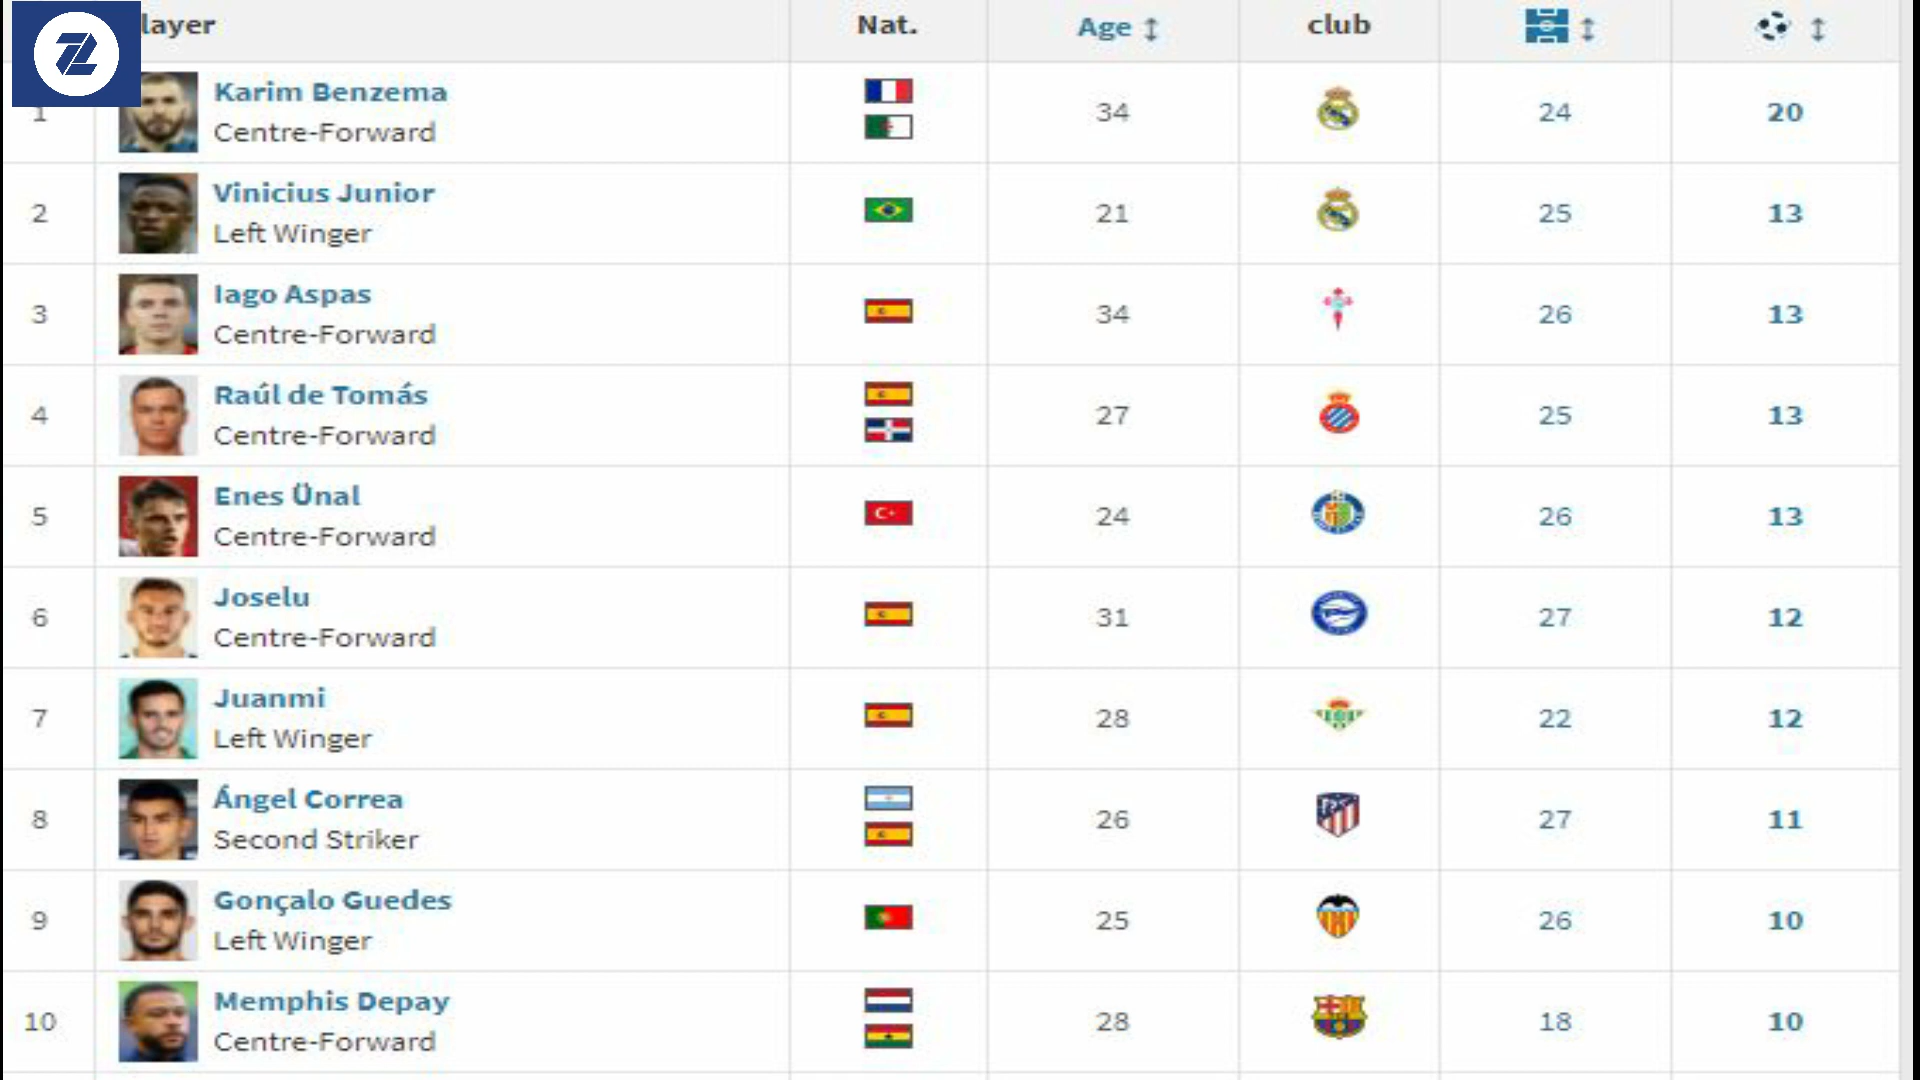 layer Nat. Age club
1 Karim Benzema 34 24 20
Centre-Forward
2 Vinicius Junior 21 25 13
Left Winger
3 Iago Aspas 34 26 13
Centre-Forward
4 Raúl de Tomás 27 25 13
Centre-Forward
5 Enes Ünal 24 26 13
Centre-Forward
6 Joselu 31 27 12
Centre-Forward
7 Juanmi 28 22 12
Left Winger
8 Ángel Correa 26 27 11
Second Striker
9 Gonçalo Guedes 25 26 10
Left Winger
10 Memphis Depay 28 18 10
Centre-Forward